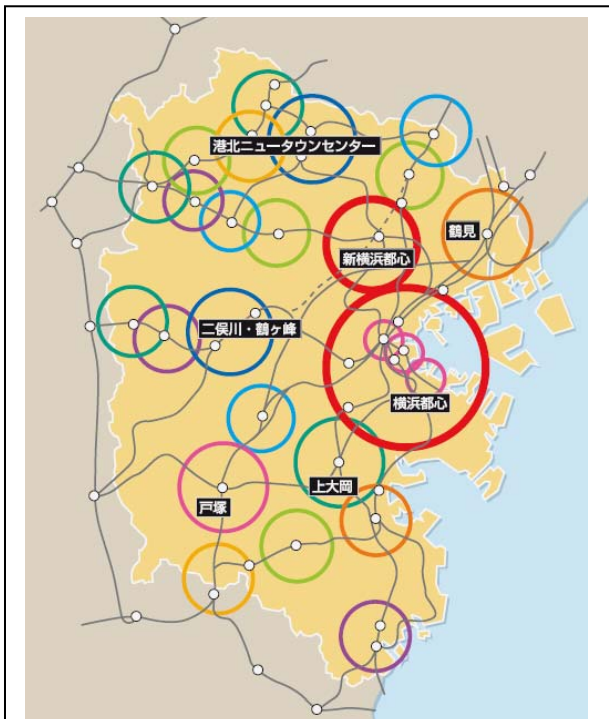 港北ニュータウンセンター
鶴見
新横浜都心
二俣川・鶴ヶ峰
横浜都心
上大岡
戸塚